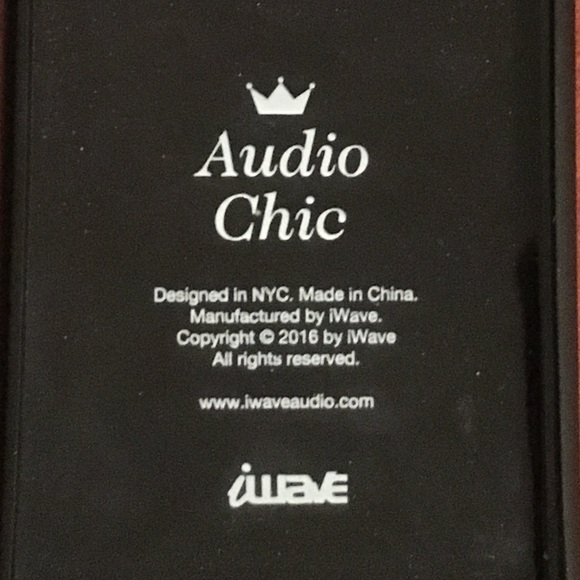 Audio
Chic
Designed in NYC. Made in China.
Manufactured by iWave.
Copyright © 2016 by iWave
All rights reserved.
www.iwaveaudio.com
iwave